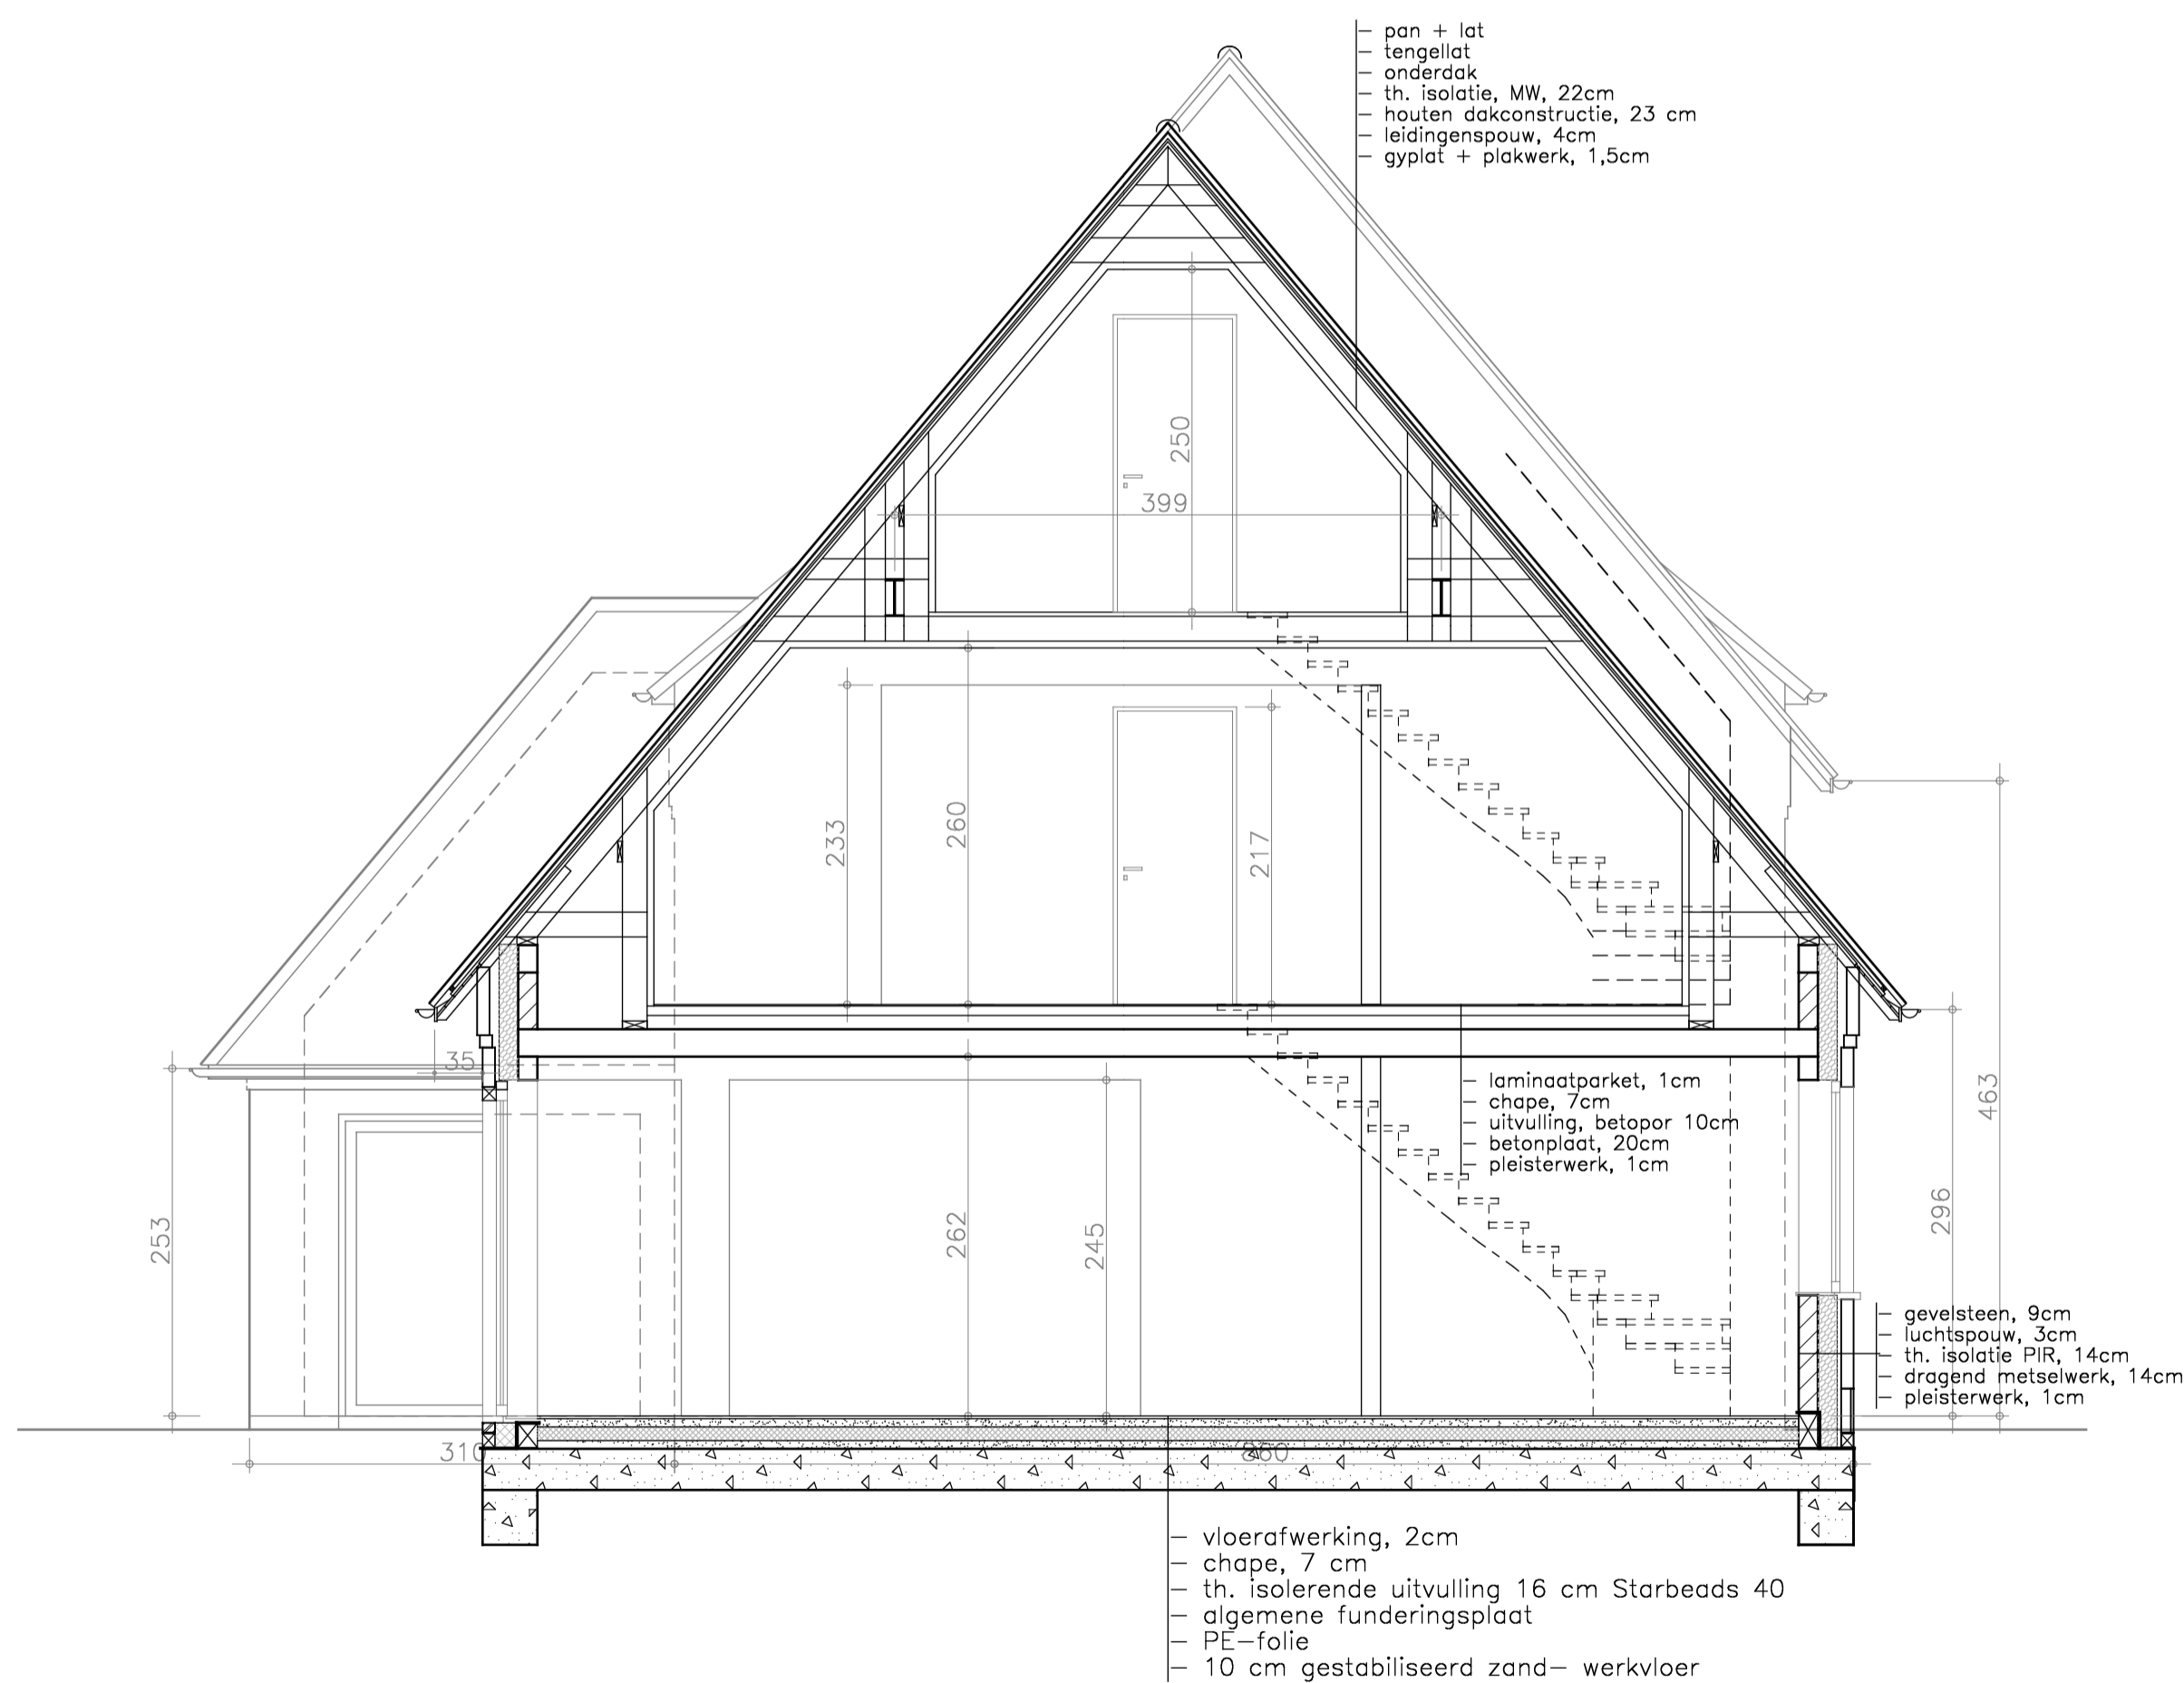 – pan + lat
– tengellat
– onderdak
– th. isolatie, MW, 22cm
– houten dakconstructie, 23 cm
– leidingenspouw, 4cm
– gyplat + plakwerk, 1,5cm
250
399
233
260
217
463
35
– laminaatparket, 1cm
– chape, 7cm
– uitvulling, betopor 10cm
– betonplaat, 20cm
– pleisterwerk, 1cm
253
262
245
296
– gevelsteen, 9cm
– luchtspouw, 3cm
– th. isolatie PIR, 14cm
– dragend metselwerk, 14cm
– pleisterwerk, 1cm
310
860
– vloerafwerking, 2cm
– chape, 7 cm
– th. isolerende uitvulling 16 cm Starbeads 40
– algemene funderingsplaat
– PE–folie
– 10 cm gestabiliseerd zand– werkvloer